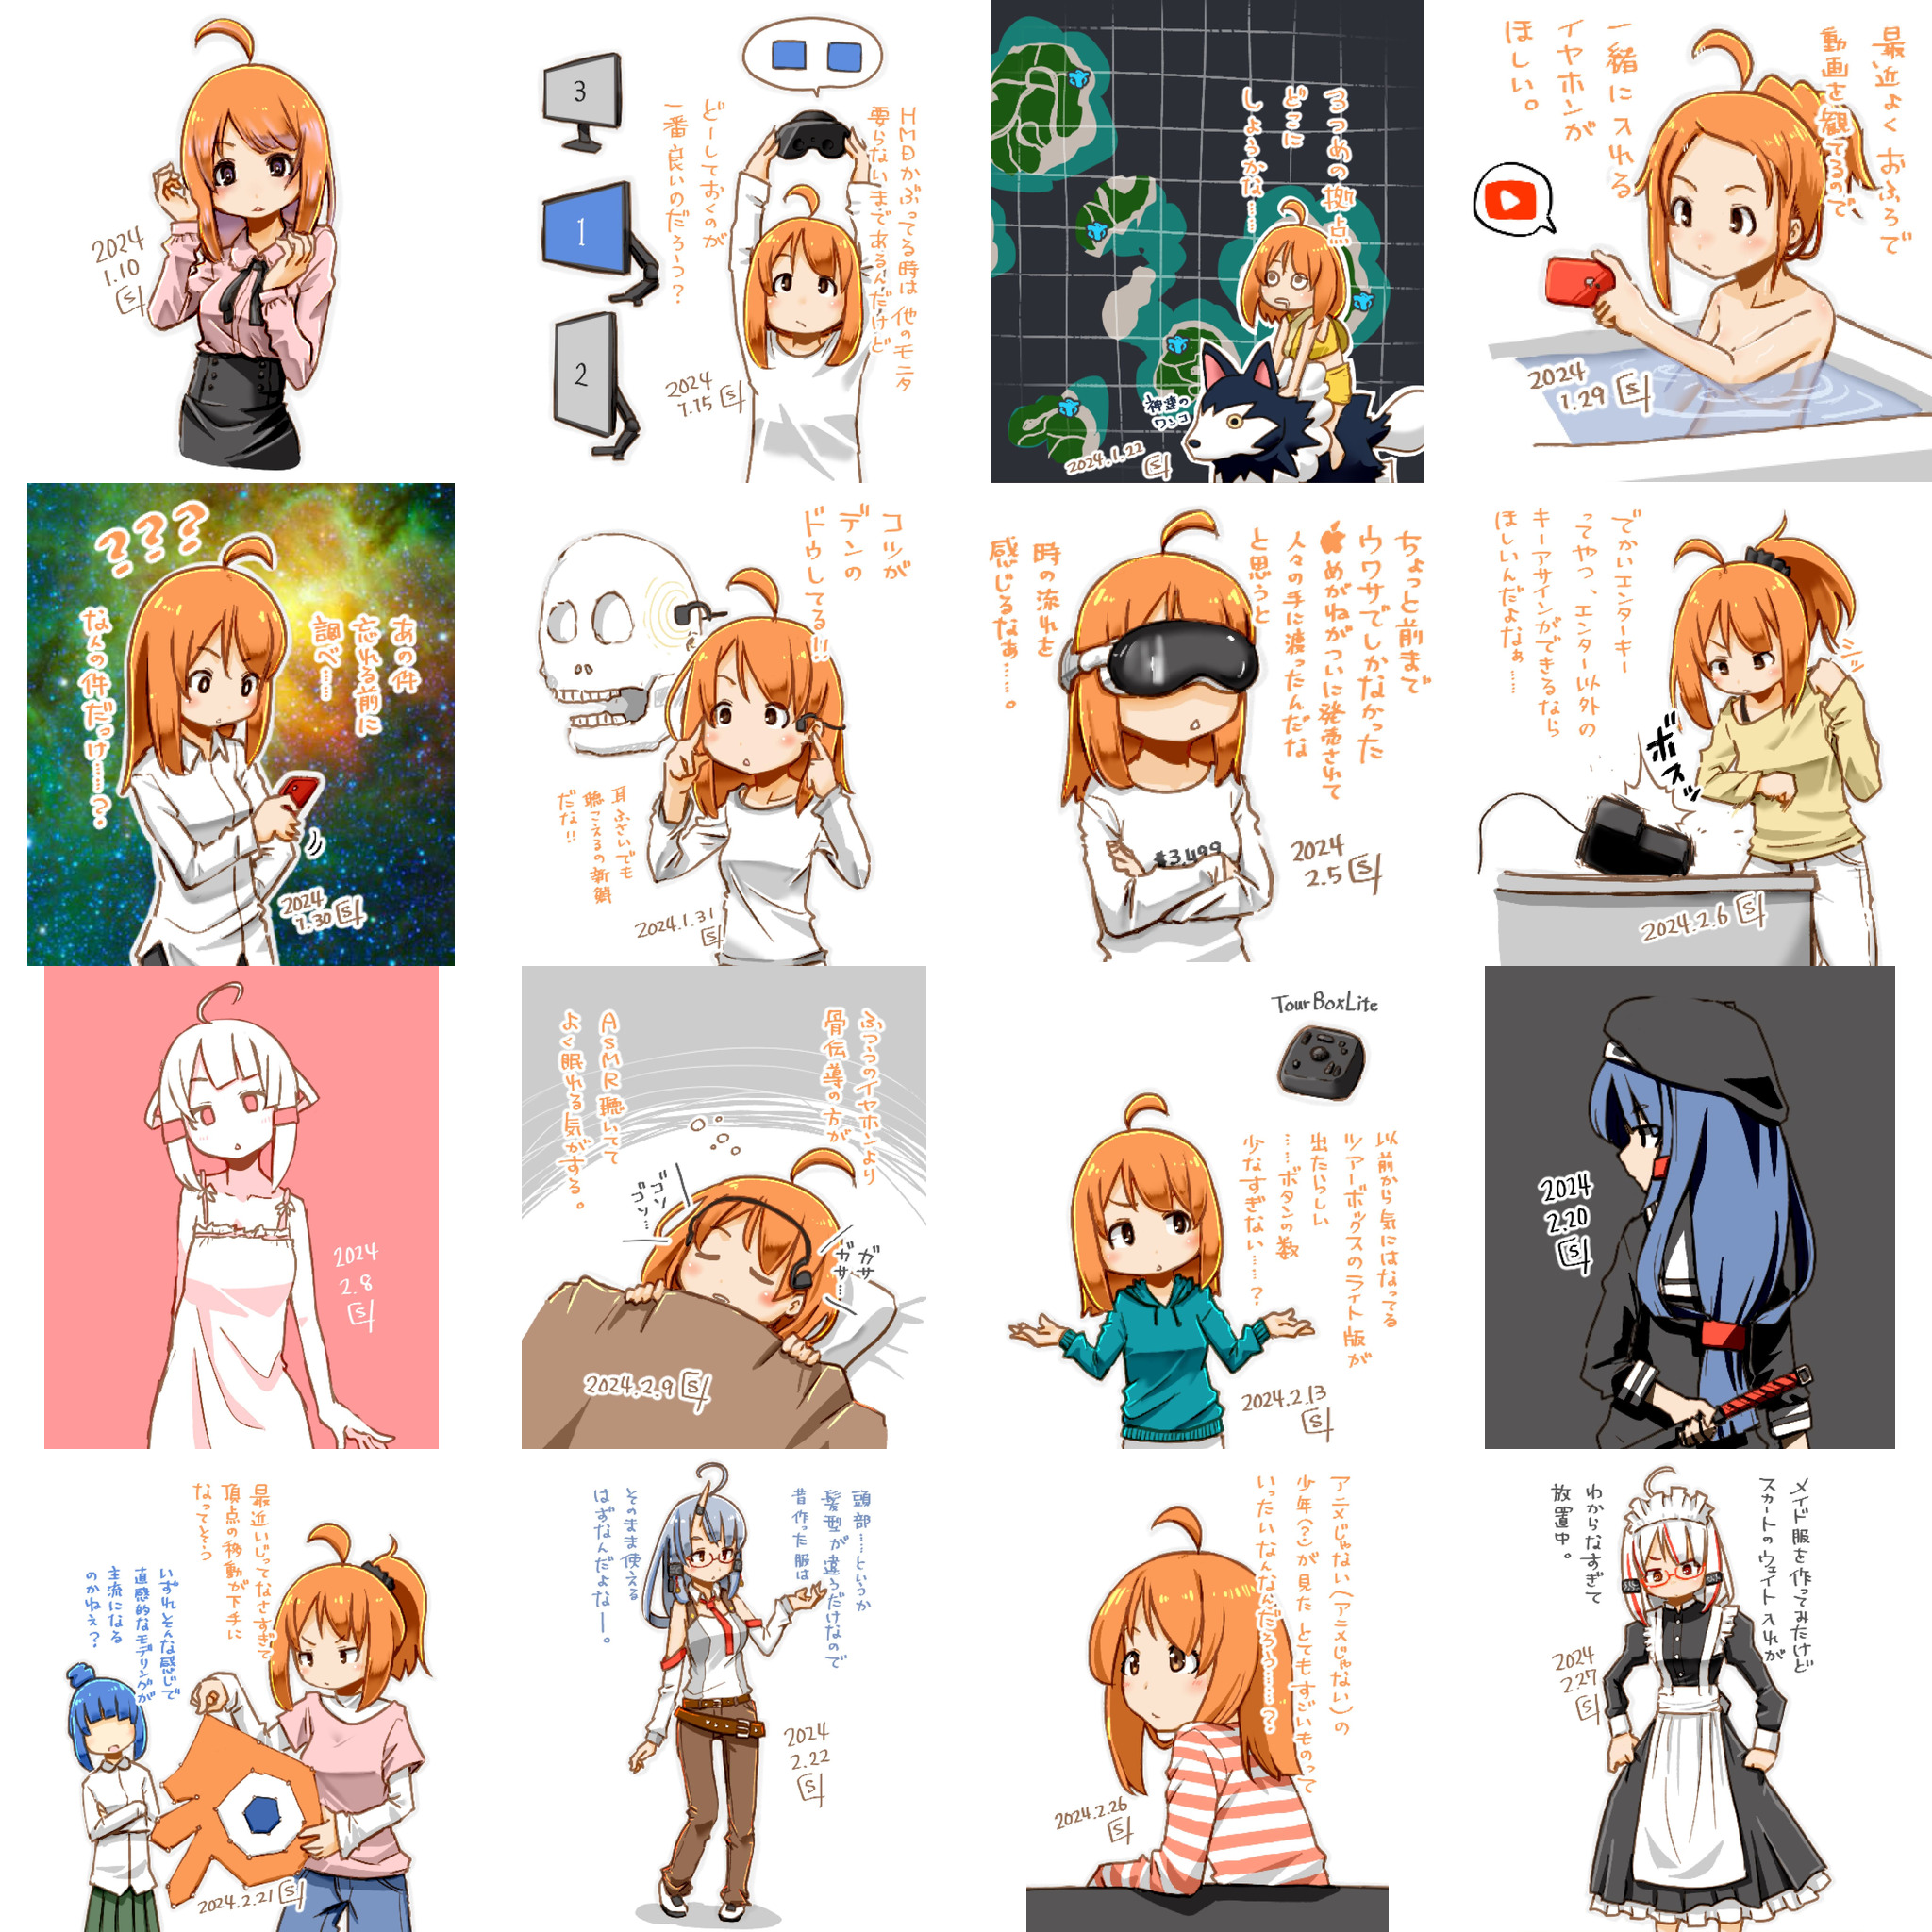 2024
1.10
S
3
1
2
HMDかぶってる時は他のモニタ
要らないまであるんだけど
どーしておくのが
一番良いのだろうか?
2024
1.15
S
3つめの拠点
どこに
しようかな……
神達の
ワンコ
2024.1.22
S
最近よくおふろで
動画を観てるので
一緒に入れる
イヤホンが
ほしい。
2024
1.29
S
???
あの件
忘れる前に
調べ……
なんの件だっけ……?
2024
1.30
S
コツが
デンの
ドウしてる!!
耳ふさいでも
聴こえるの新鮮
だな!!
2024.1.31
S
ちょっと前まで
ウワサでしかなかった
めがねがついに発売されて
人々の手に渡ったんだな
と思うと
時の流れを
感じるなぁ……。
$3,499
2024
2.5
S
でかいエンターキー
ってやつ、エンター以外の
キーアサインができるなら
ほしいんだよなぁ……
シッ
ボスッ
2024.2.6
S
2024
2.8
S
ふつうのイヤホンより
骨伝導の方が
ASMR聴いて
よく眠れる気がする。
ゴソ
ゴソ…
ガサ
ガサ…
2024.2.9
S
TourBoxLite
以前から気にはなってる
ツアーボックスのライト版が
出たらしい
……ボタンの数
少なすぎない……?
2024.2.13
S
2024
2.20
S
最近いじってなさすぎて
頂点の移動が下手に
なってそう
いずれそんな感じで
直感的なモデリングが
主流になる
のかねぇ?
2024.2.21
S
頭部……というか
髪型が違うだけなので
昔作った服は
そのまま使える
はずなんだよなー。
2024
2.22
S
アニメじゃない(アニメじゃない)の
少年(?)が見たとてもすごいものって
いったいなんなんだろう……?
2024.2.26
S
メイド服を作ってみたけど
スカートのウェイト入れが
わからなすぎて
放置中。
2024
2.27
S